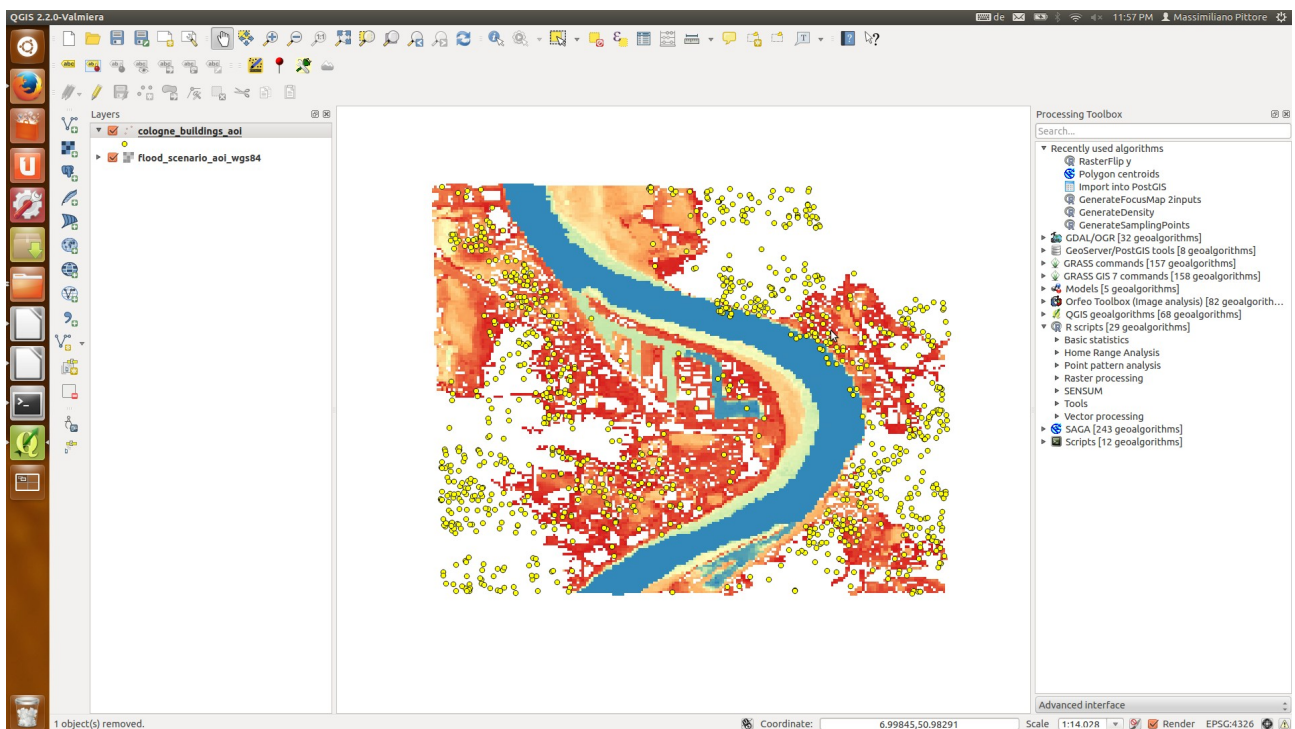 QGIS 2.2.0-Valmiera
de
11:57 PM
Massimiliano Pittore
Layers
cologne_buildings_aoi
flood_scenario_aoi_wgs84
Processing Toolbox
Search...
Recently used algorithms
RasterFlip y
Polygon centroids
Import into PostGIS
GenerateFocusMap 2inputs
GenerateDensity
GenerateSamplingPoints
GDAL/OGR [32 geoalgorithms]
GeoServer/PostGIS tools [8 geoalgorithms]
GRASS commands [157 geoalgorithms]
GRASS GIS 7 commands [158 geoalgorithms]
Models [5 geoalgorithms]
Orfeo Toolbox (Image analysis) [82 geoalgorith...
QGIS geoalgorithms [68 geoalgorithms]
R scripts [29 geoalgorithms]
Basic statistics
Home Range Analysis
Point pattern analysis
Raster processing
SENSUM
Tools
Vector processing
SAGA [243 geoalgorithms]
Scripts [12 geoalgorithms]
Advanced interface
1 object(s) removed.
Coordinate:
6.99845,50.98291
Scale
1:14.028
Render
EPSG:4326